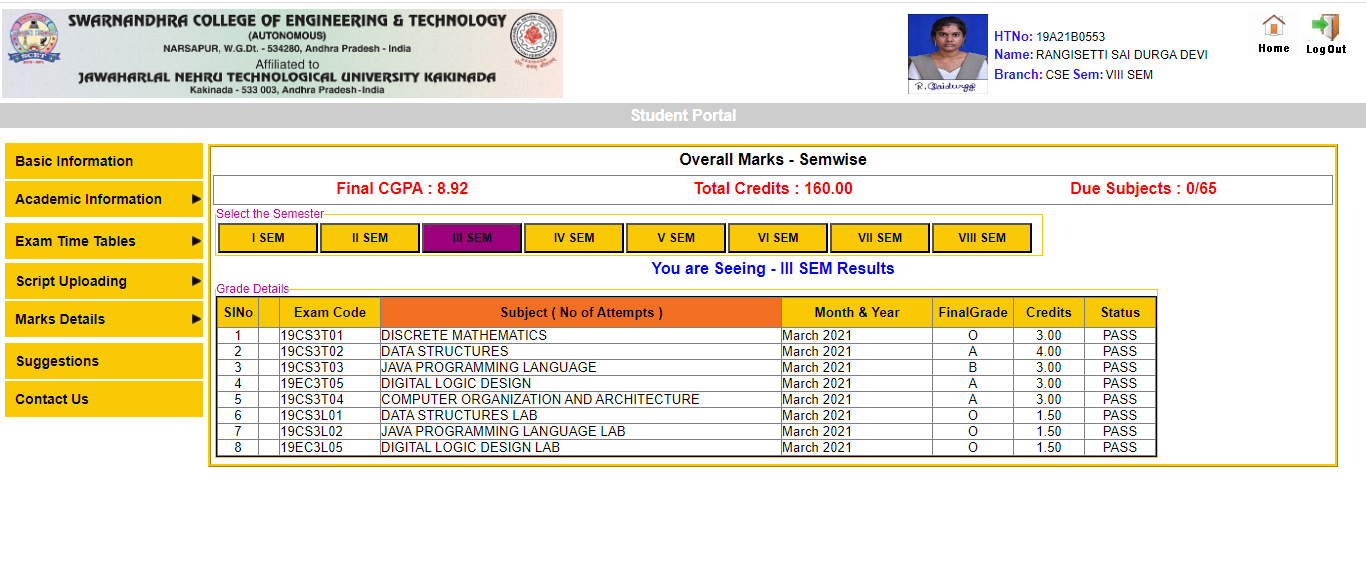 SWARNANDHRA COLLEGE OF ENGINEERING & TECHNOLOGY
(AUTONOMOUS)
NARSAPUR, W.G.Dt. - 534280, Andhra Pradesh - India
Affiliated to
JAWAHARLAL NEHRU TECHNOLOGICAL UNIVERSITY KAKINADA
Kakinada - 533 003, Andhra Pradesh-India
HTNo: 19A21B0553
Name: RANGISETTI SAI DURGA DEVI
Branch: CSE Sem: VIII SEM
Home LogOut
Student Portal
Basic Information
Academic Information
Exam Time Tables
Script Uploading
Marks Details
Suggestions
Contact Us
Overall Marks - Semwise
Final CGPA : 8.92 Total Credits : 160.00 Due Subjects : 0/65
Select the Semester
I SEM II SEM III SEM IV SEM V SEM VI SEM VII SEM VIII SEM
You are Seeing - III SEM Results
Grade Details
SlNo Exam Code Subject ( No of Attempts ) Month & Year FinalGrade Credits Status
1 19CS3T01 DISCRETE MATHEMATICS March 2021 O 3.00 PASS
2 19CS3T02 DATA STRUCTURES March 2021 A 4.00 PASS
3 19CS3T03 JAVA PROGRAMMING LANGUAGE March 2021 B 3.00 PASS
4 19EC3T05 DIGITAL LOGIC DESIGN March 2021 A 3.00 PASS
5 19CS3T04 COMPUTER ORGANIZATION AND ARCHITECTURE March 2021 A 3.00 PASS
6 19CS3L01 DATA STRUCTURES LAB March 2021 O 1.50 PASS
7 19CS3L02 JAVA PROGRAMMING LANGUAGE LAB March 2021 O 1.50 PASS
8 19EC3L05 DIGITAL LOGIC DESIGN LAB March 2021 O 1.50 PASS